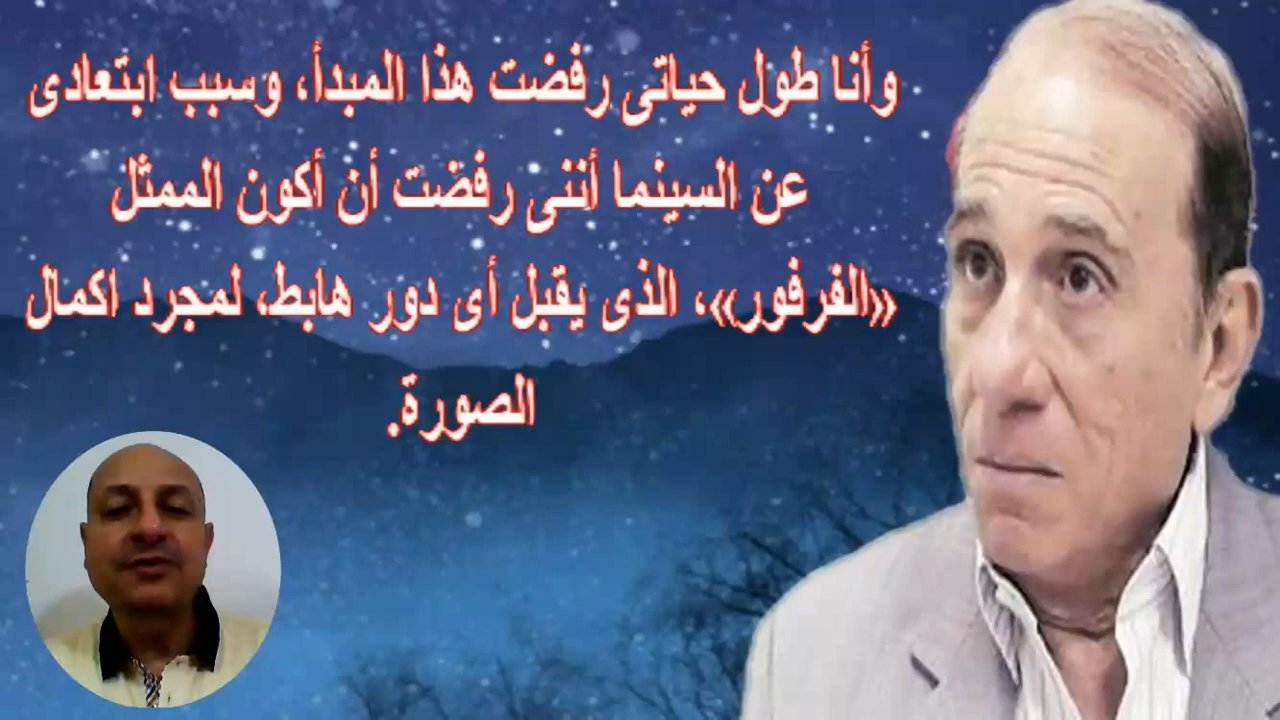 وأنا طول حياتى رفضت هذا المبدأ، وسبب ابتعادى
عن السينما أننى رفضت أن أكون الممثل
«الفرفور»، الذى يقبل أى دور هابط، لمجرد اكمال
الصورة.